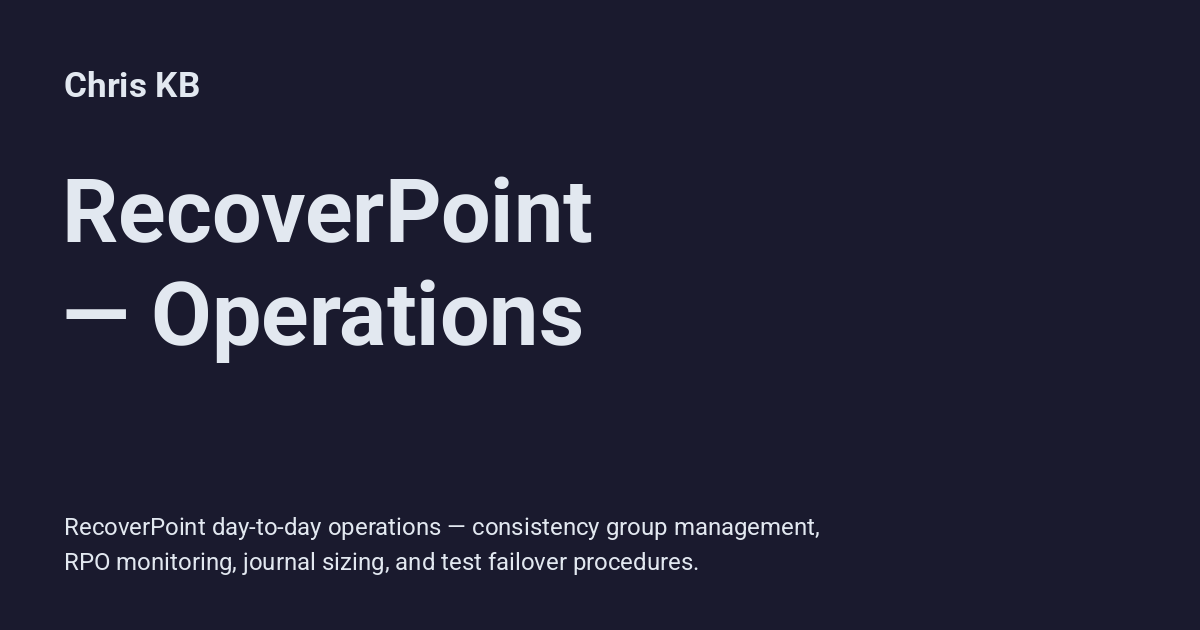 Chris KB
RecoverPoint
— Operations
RecoverPoint day-to-day operations — consistency group management,
RPO monitoring, journal sizing, and test failover procedures.